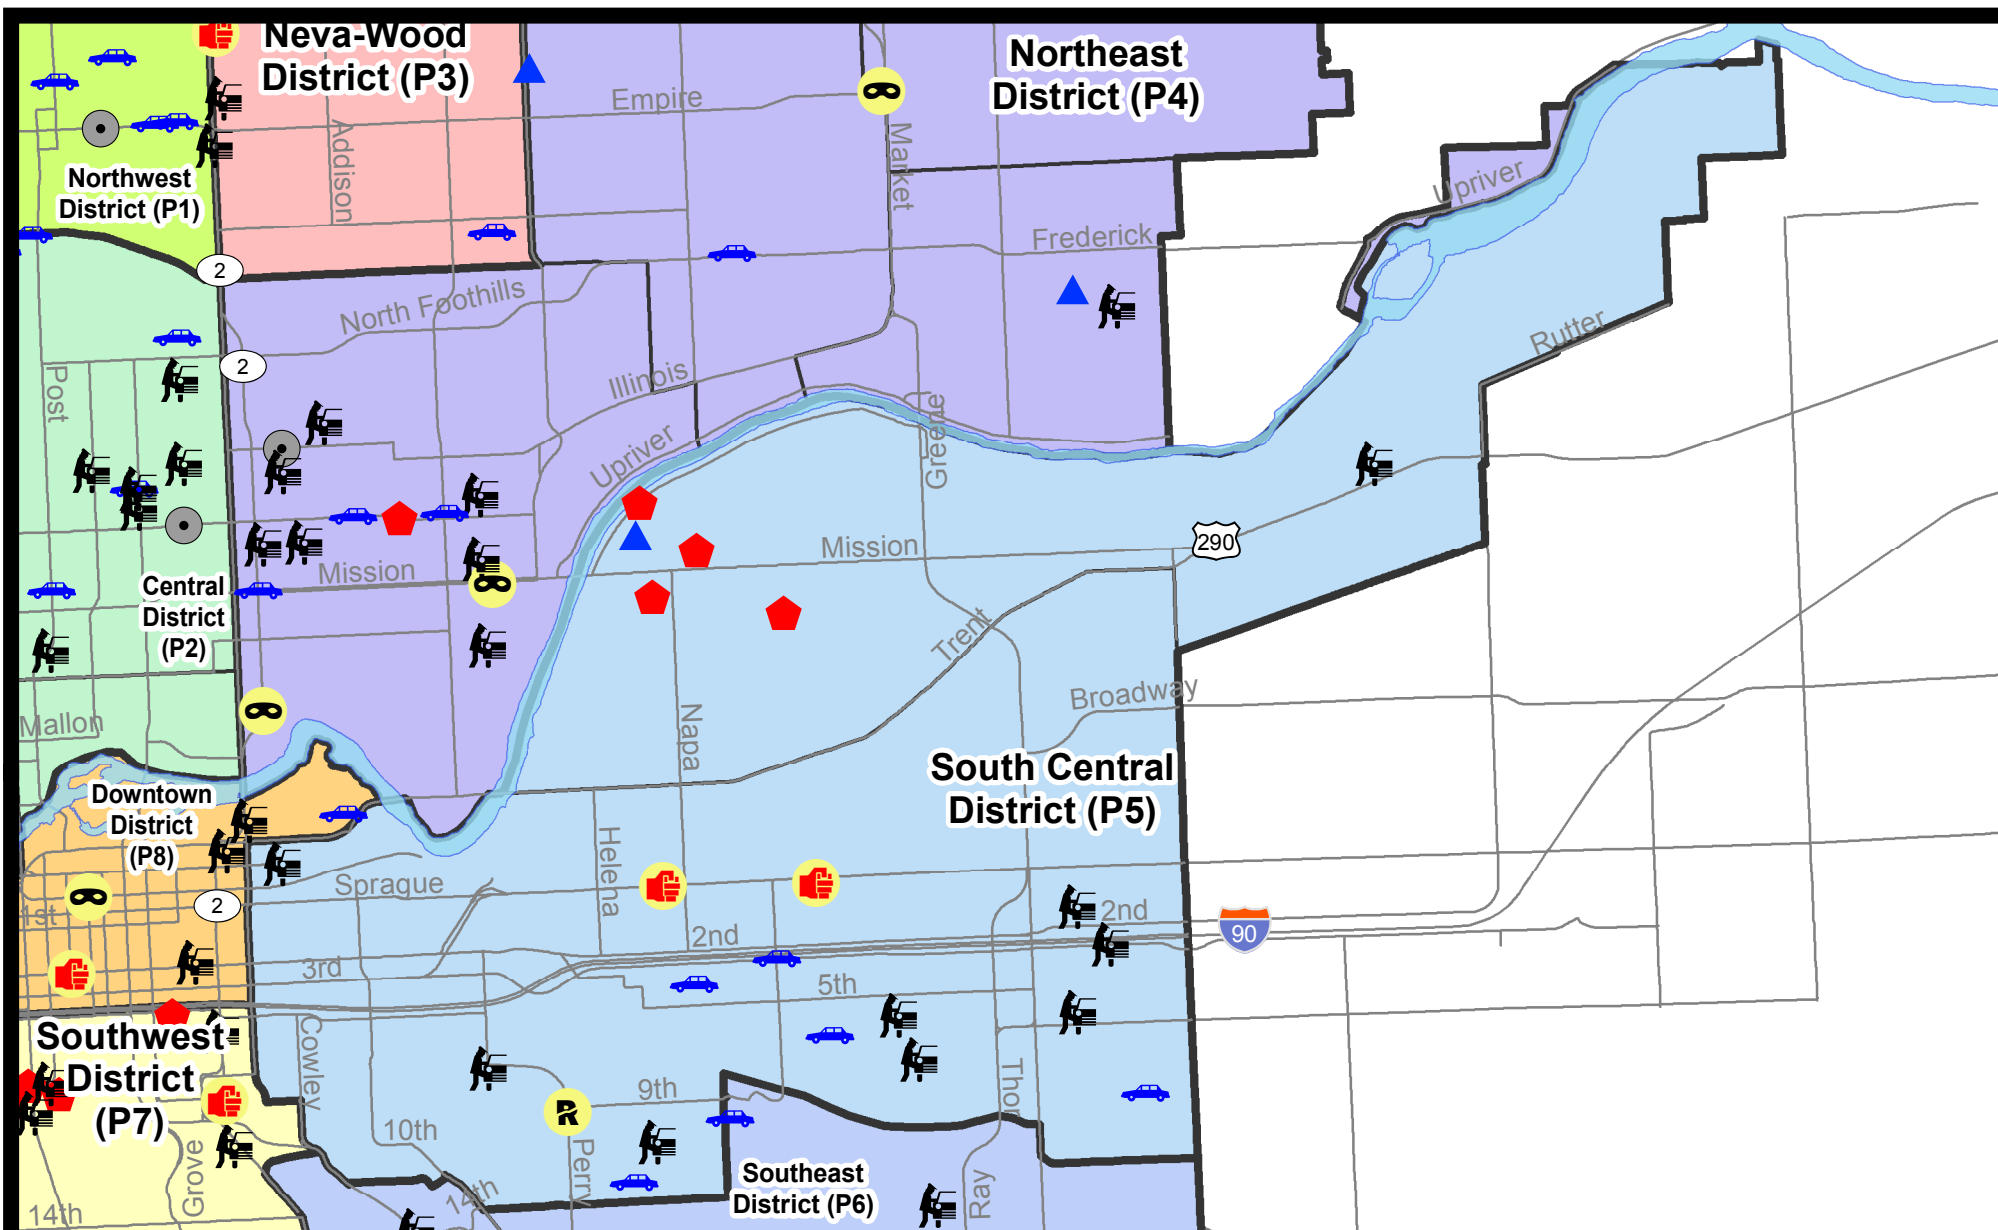 Neva-Wood
District (P3)
Northeast
District (P4)
Empire
Addison
Market
Northwest
District (P1)
Upriver
Frederick
2
North Foothills
Rutter
2
Post
Illinois
Greene
Upriver
290
Mission
Mission
Central
District
(P2)
Trent
Broadway
Napa
Mallon
South Central
District (P5)
Downtown
District
(P8)
Helena
Sprague
1st
2
2nd
2nd
90
3rd
5th
Southwest
District
(P7)
Cowley
Thor
9th
R
10th
Perry
Grove
Southeast
District (P6)
Ray
14th
14th